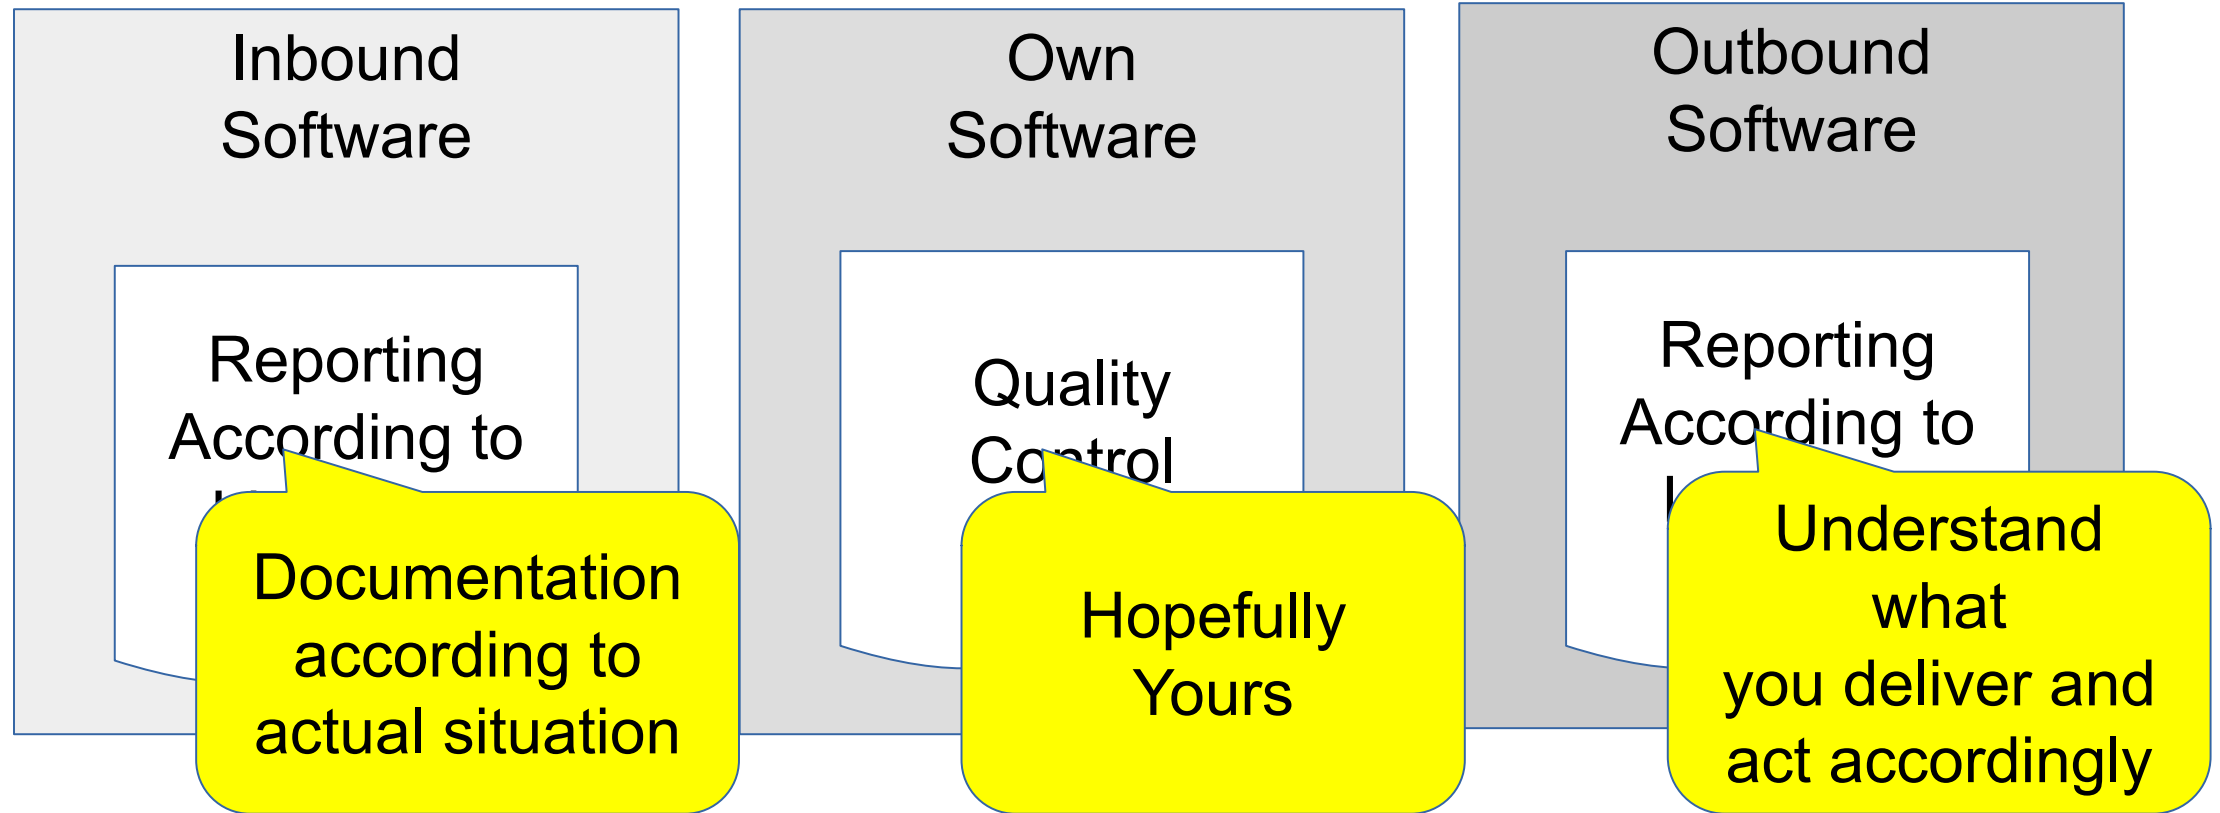 Inbound
Software
Reporting
According to
Documentation
according to
actual situation
Own
Software
Quality
Control
Hopefully
Yours
Outbound
Software
Reporting
According to
Understand
what
you deliver and
act accordingly